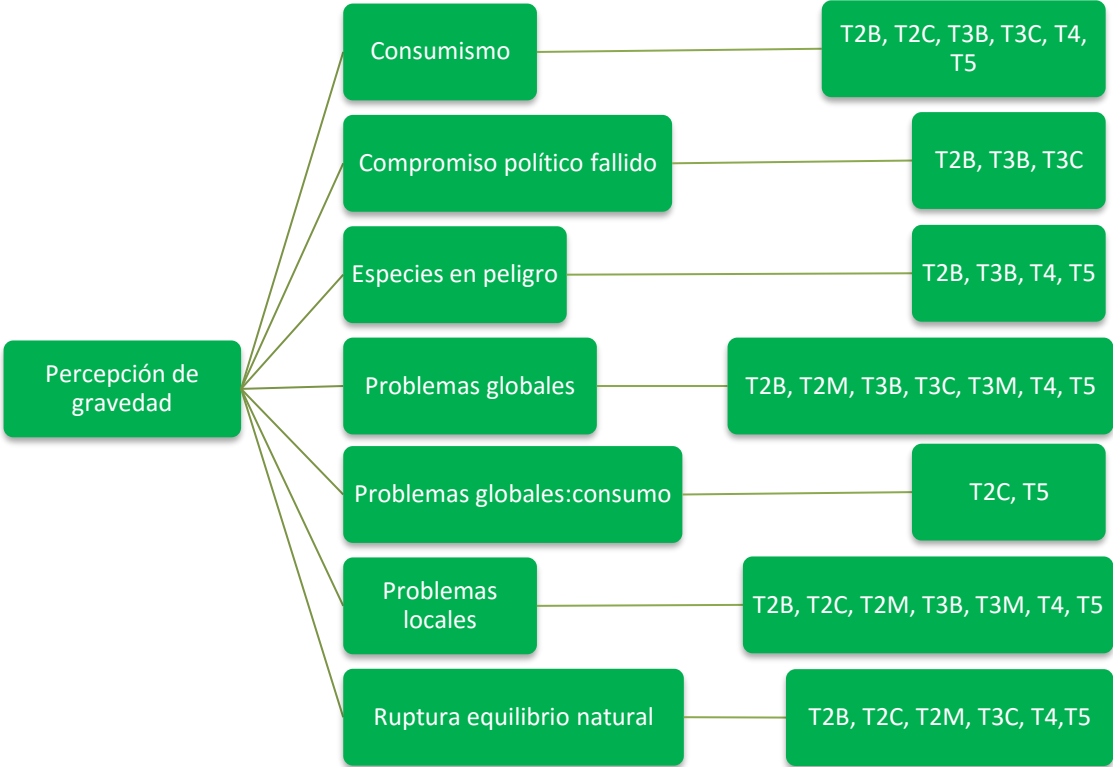 Consumismo
T2B, T2C, T3B, T3C, T4,
T5
Compromiso político fallido
T2B, T3B, T3C
Especies en peligro
T2B, T3B, T4, T5
Percepción de
gravedad
Problemas globales
T2B, T2M, T3B, T3C, T3M, T4, T5
Problemas globales:consumo
T2C, T5
Problemas
locales
T2B, T2C, T2M, T3B, T3M, T4, T5
Ruptura equilibrio natural
T2B, T2C, T2M, T3C, T4,T5